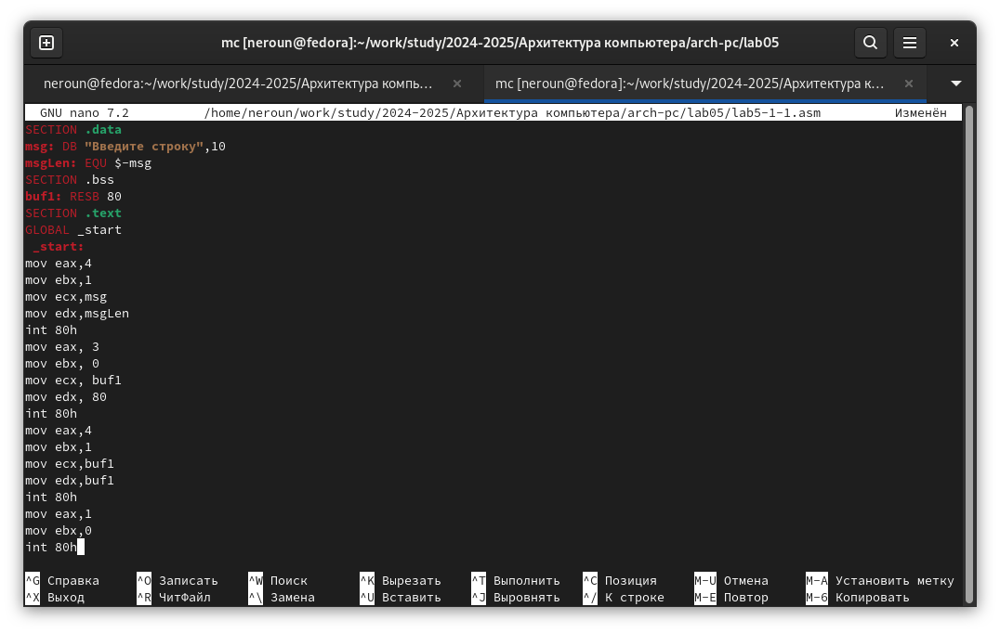 mc [neroun@fedora]:~/work/study/2024-2025/Архитектура компьютера/arch-pc/lab05
neroun@fedora:~/work/study/2024-2025/Архитектура компь…
mc [neroun@fedora]:~/work/study/2024-2025/Архитектура к…
GNU nano 7.2 /home/neroun/work/study/2024-2025/Архитектура компьютера/arch-pc/lab05/lab5-1-1.asm Изменён
SECTION .data
msg: DB "Введите строку",10
msgLen: EQU $-msg
SECTION .bss
buf1: RESB 80
SECTION .text
GLOBAL _start
_start:
mov eax,4
mov ebx,1
mov ecx,msg
mov edx,msgLen
int 80h
mov eax, 3
mov ebx, 0
mov ecx, buf1
mov edx, 80
int 80h
mov eax,4
mov ebx,1
mov ecx,buf1
mov edx,buf1
int 80h
mov eax,1
mov ebx,0
int 80h
^G Справка ^O Записать ^W Поиск ^K Вырезать ^T Выполнить ^C Позиция M-U Отмена M-A Установить метку
^X Выход ^R ЧитФайл ^\ Замена ^U Вставить ^J Выровнять ^/ К строке M-E Повтор M-6 Копировать